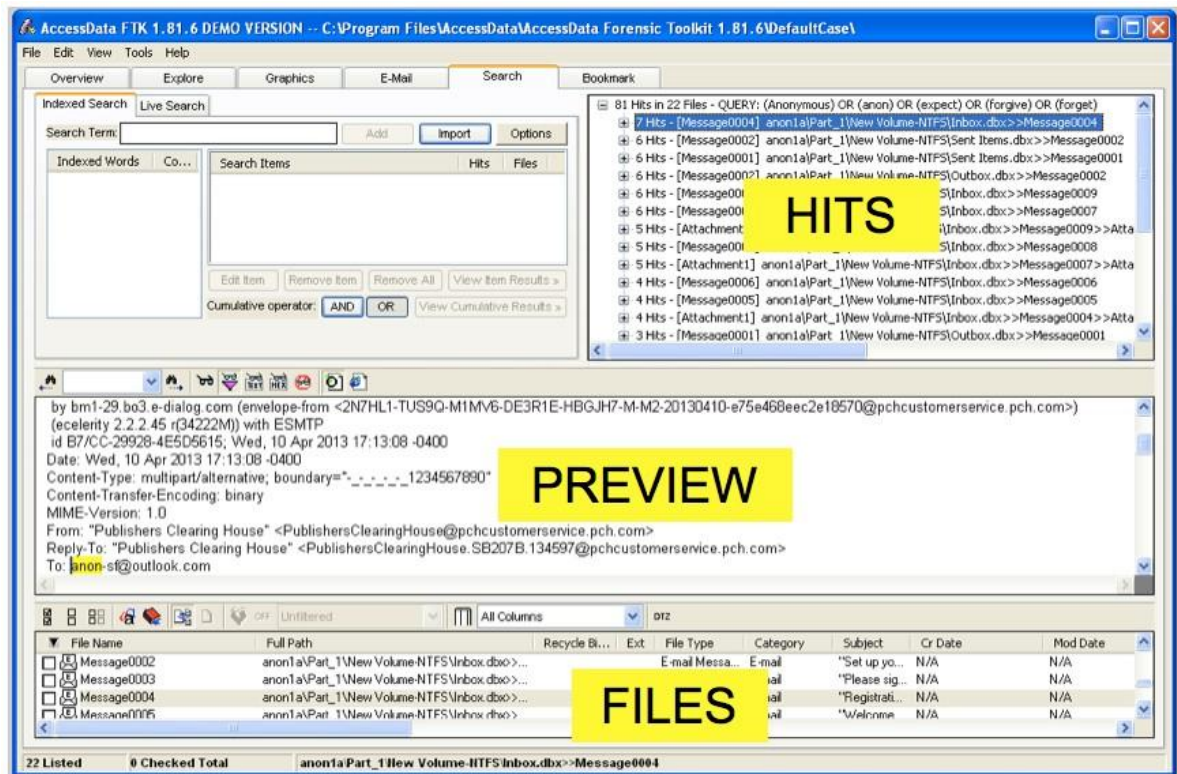 AccessData FTK 1.81.6 DEMO VERSION -- C:\Program Files\AccessData\AccessData Forensic Toolkit 1.81.6\DefaultCase\
File Edit View Tools Help
Overview Explore Graphics E-Mail Search Bookmark
Indexed Search Live Search
Search Term: Add Import Options
Indexed Words Co... Search Items Hits Files
Edit Item Remove Item Remove All View Item Results »
Cumulative operator: AND OR View Cumulative Results »
81 Hits in 22 Files - QUERY: (Anonymous) OR (anon) OR (expect) OR (forgive) OR (forget)
7 Hits - [Message0004] anon1a\Part_1\New Volume-NTFS\Inbox.dbx>>Message0004
6 Hits - [Message0002] anon1a\Part_1\New Volume-NTFS\Sent Items.dbx>>Message0002
6 Hits - [Message0001] anon1a\Part_1\New Volume-NTFS\Sent Items.dbx>>Message0001
6 Hits - [Message0002] anon1a\Part_1\New Volume-NTFS\Outbox.dbx>>Message0002
6 Hits - \Inbox.dbx>>Message0009
6 Hits - \Inbox.dbx>>Message0007
5 Hits - [Attachment \Inbox.dbx>>Message0009>>Atta
5 Hits - \Inbox.dbx>>Message0008
5 Hits - [Attachment1] anon1a\Part_1\New Volume-NTFS\Inbox.dbx>>Message0007>>Atta
4 Hits - [Message0006] anon1a\Part_1\New Volume-NTFS\Inbox.dbx>>Message0006
4 Hits - [Message0005] anon1a\Part_1\New Volume-NTFS\Inbox.dbx>>Message0005
4 Hits - [Attachment1] anon1a\Part_1\New Volume-NTFS\Inbox.dbx>>Message0004>>Atta
3 Hits - [Message0001] anon1a\Part_1\New Volume-NTFS\Outbox.dbx>>Message0001
HITS
by bm1-29.bo3.e-dialog.com (envelope-from <2N7HL1-TUS9Q-M1MV6-DE3R1E-HBGJH7-M-M2-20130410-e75e468eec2e18570@pchcustomerservice.pch.com>)
(ecelerity 2.2.2.45 r(34222M)) with ESMTP
id B7/CC-29928-4E5D5615; Wed, 10 Apr 2013 17:13:08 -0400
Date: Wed, 10 Apr 2013 17:13:08 -0400
Content-Type: multipart/alternative; boundary="-_-_-_-_-_1234567890"
Content-Transfer-Encoding: binary
MIME-Version: 1.0
From: "Publishers Clearing House" <PublishersClearingHouse@pchcustomerservice.pch.com>
Reply-To: "Publishers Clearing House" <PublishersClearingHouse.SB207B.134597@pchcustomerservice.pch.com>
To: anon-sf@outlook.com
PREVIEW
OFF Unfiltered All Columns DTZ
File Name Full Path Recycle Bi... Ext File Type Category Subject Cr Date Mod Date
Message0002 anon1a\Part_1\New Volume-NTFS\Inbox.dbx>>... E-mail Messa... E-mail "Set up yo... N/A N/A
Message0003 anon1a\Part_1\New Volume-NTFS\Inbox.dbx>>... "Please sig... N/A N/A
Message0004 anon1a\Part_1\New Volume-NTFS\Inbox.dbx>>... "Registrati... N/A N/A
Message0005 anon1a\Part_1\New Volume-NTFS\Inbox.dbx>> "Welcome N/A N/A
FILES
22 Listed 0 Checked Total anon1a\Part_1\New Volume-NTFS\Inbox.dbx>>Message0004